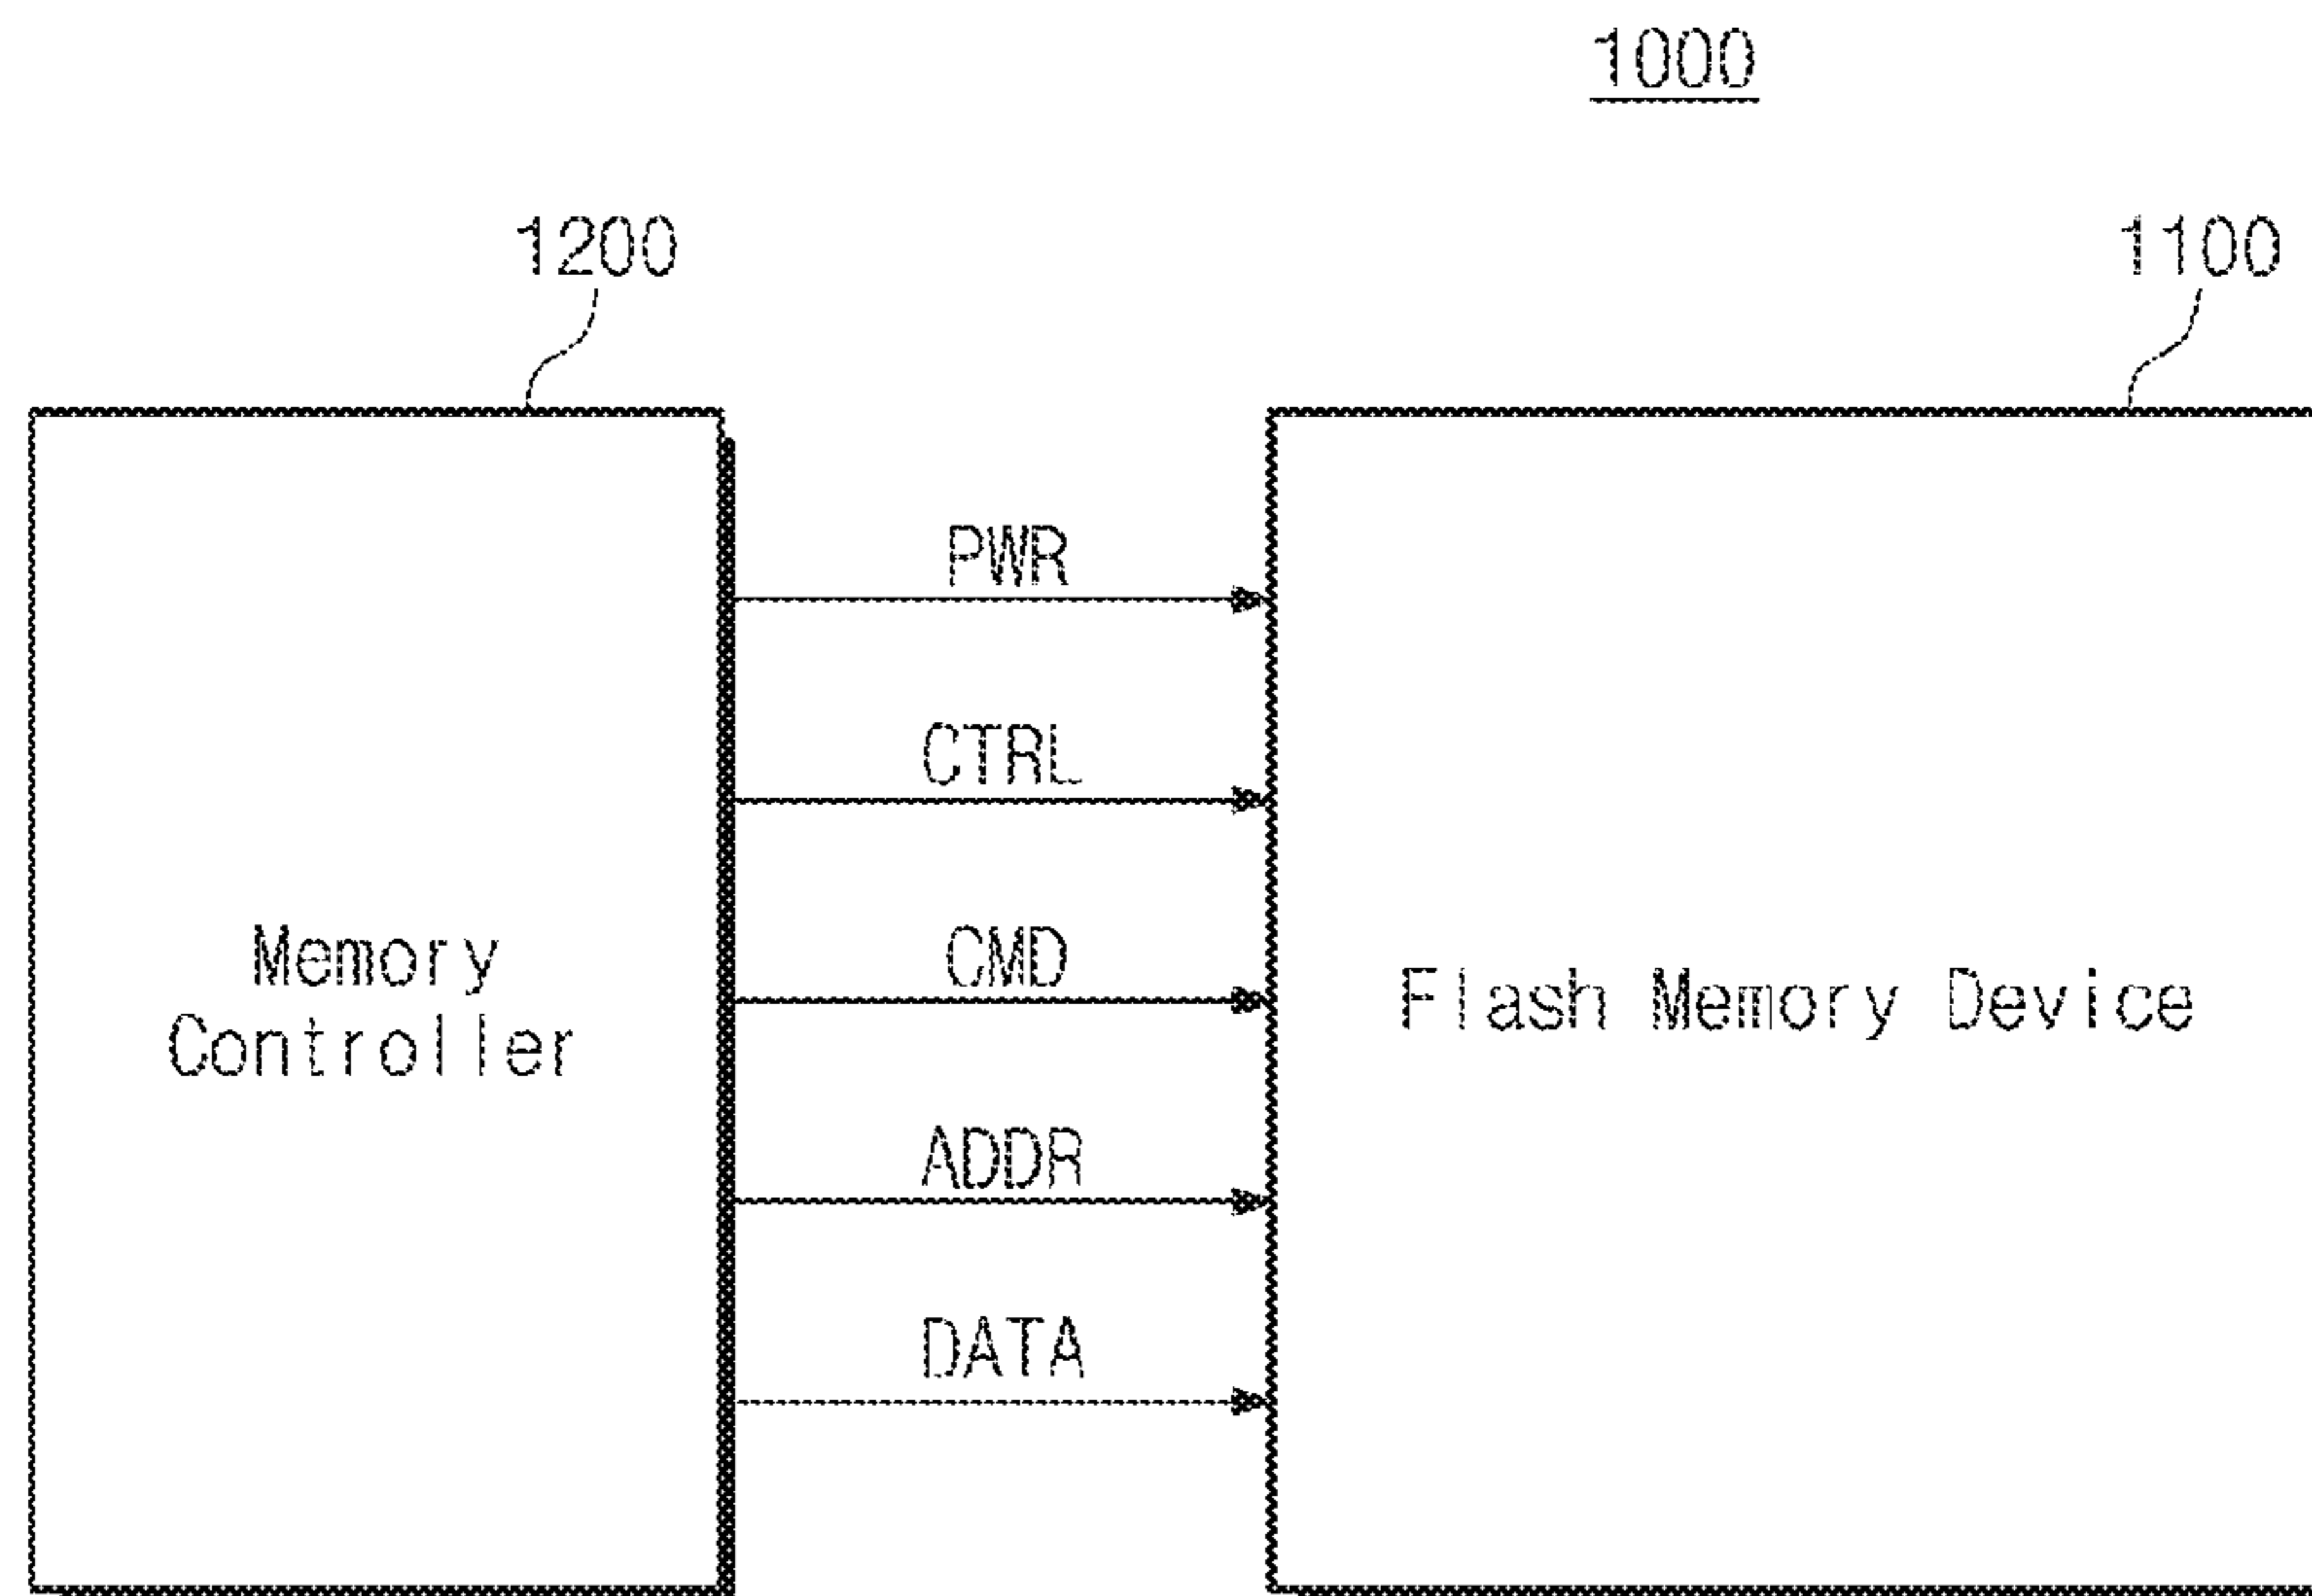 1000
1200
1100
PWR
CTRL
CMD
ADDR
DATA
Memory
Controller
Flash Memory Device